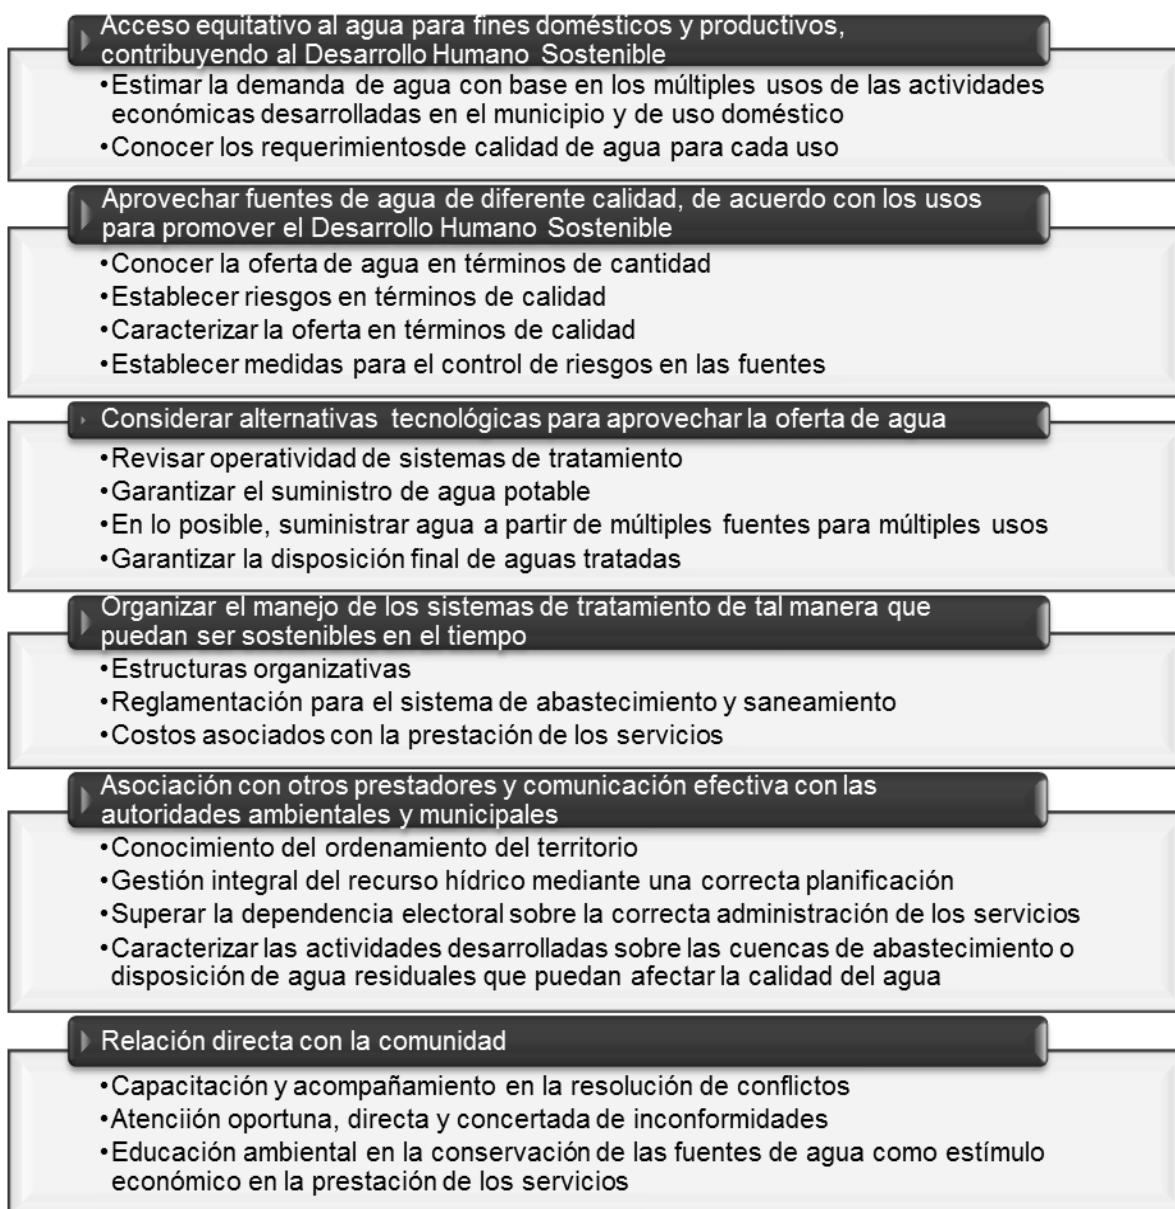 Acceso equitativo al agua para fines domésticos y productivos,
contribuyendo al Desarrollo Humano Sostenible
•Estimar la demanda de agua con base en los múltiples usos de las actividades
económicas desarrolladas en el municipio y de uso doméstico
•Conocer los requerimientosde calidad de agua para cada uso
Aprovechar fuentes de agua de diferente calidad, de acuerdo con los usos
para promover el Desarrollo Humano Sostenible
•Conocer la oferta de agua en términos de cantidad
•Establecer riesgos en términos de calidad
•Caracterizar la oferta en términos de calidad
•Establecer medidas para el control de riesgos en las fuentes
Considerar alternativas tecnológicas para aprovechar la oferta de agua
•Revisar operatividad de sistemas de tratamiento
•Garantizar el suministro de agua potable
•En lo posible, suministrar agua a partir de múltiples fuentes para múltiples usos
•Garantizar la disposición final de aguas tratadas
Organizar el manejo de los sistemas de tratamiento de tal manera que
puedan ser sostenibles en el tiempo
•Estructuras organizativas
•Reglamentación para el sistema de abastecimiento y saneamiento
•Costos asociados con la prestación de los servicios
Asociación con otros prestadores y comunicación efectiva con las
autoridades ambientales y municipales
•Conocimiento del ordenamiento del territorio
•Gestión integral del recurso hídrico mediante una correcta planificación
•Superar la dependencia electoral sobre la correcta administración de los servicios
•Caracterizar las actividades desarrolladas sobre las cuencas de abastecimiento o
disposición de agua residuales que puedan afectar la calidad del agua
Relación directa con la comunidad
•Capacitación y acompañamiento en la resolución de conflictos
•Atenciión oportuna, directa y concertada de inconformidades
•Educación ambiental en la conservación de las fuentes de agua como estímulo
económico en la prestación de los servicios